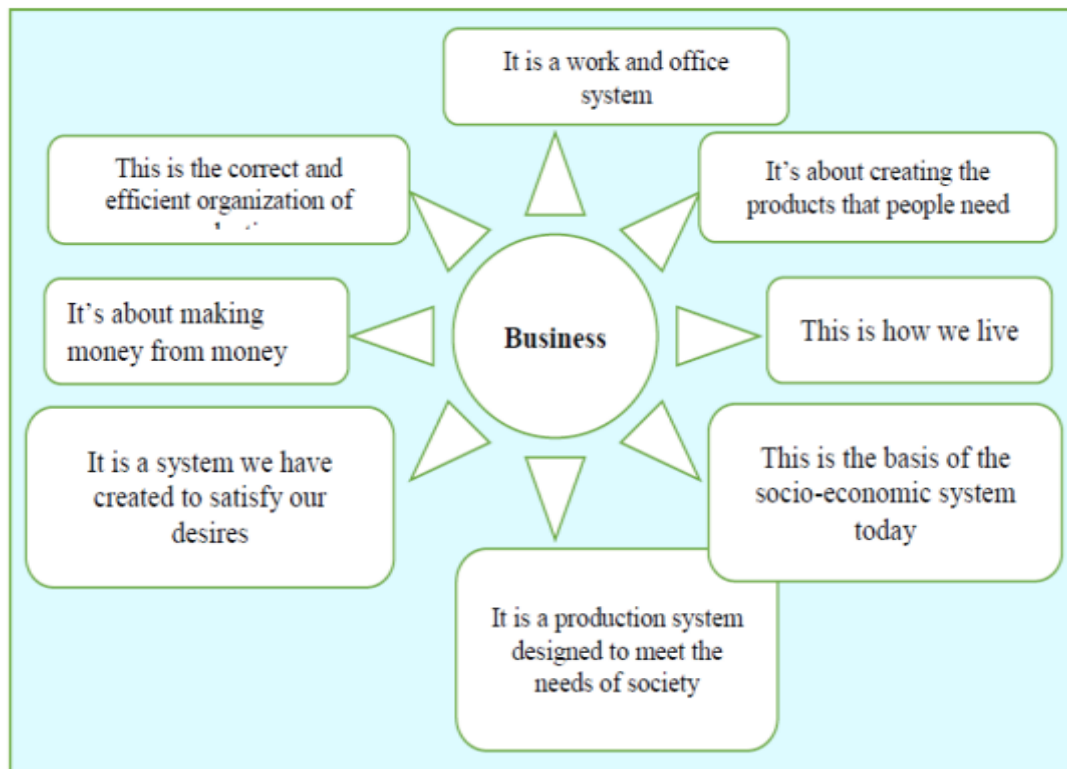 It is a work and office
system
This is the correct and
efficient organization of
It’s about creating the
products that people need
It’s about making
money from money
Business
This is how we live
It is a system we have
created to satisfy our
desires
This is the basis of the
socio-economic system
today
It is a production system
designed to meet the
needs of society